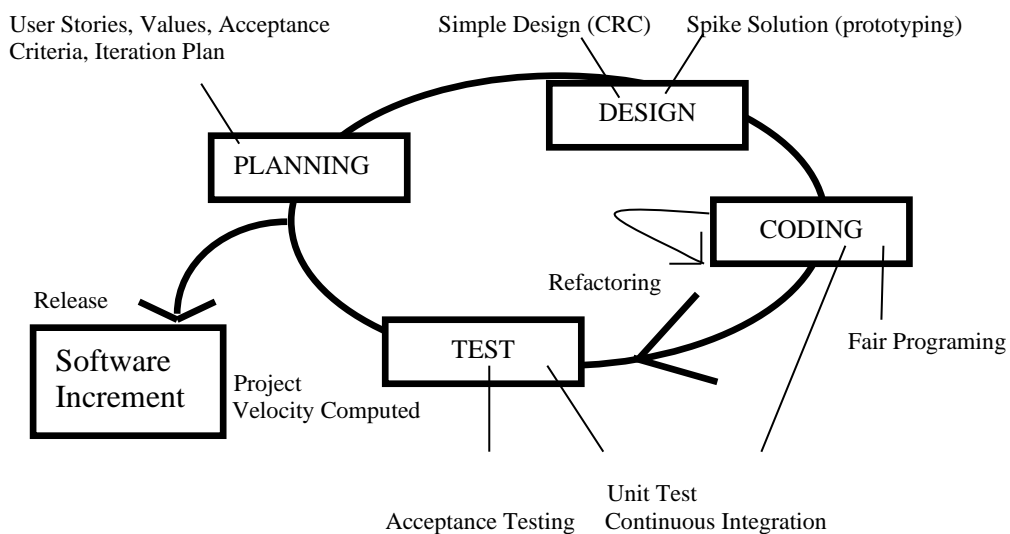 User Stories, Values, Acceptance
Criteria, Iteration Plan
Simple Design (CRC)
Spike Solution (prototyping)
DESIGN
PLANNING
CODING
Refactoring
Release
Fair Programing
TEST
Software
Increment
Project
Velocity Computed
Unit Test
Acceptance Testing
Continuous Integration